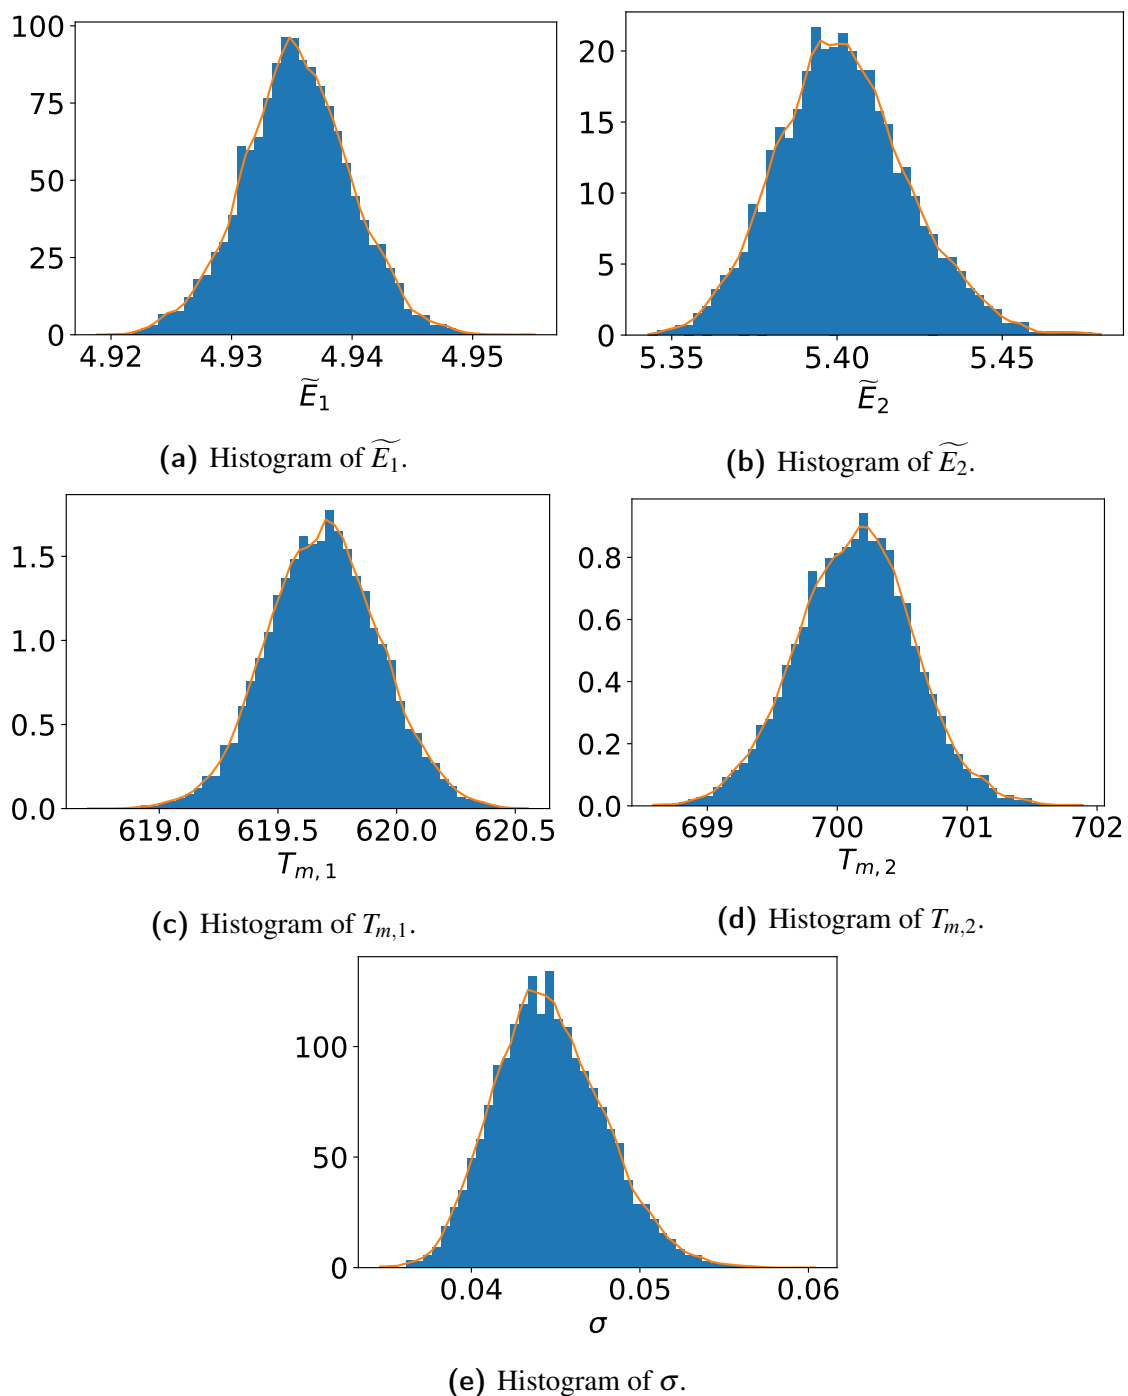 100
75
50
25
0
4.92 4.93 4.94 4.95
Ẽ₁
(a) Histogram of Ẽ₁.
20
15
10
5
0
5.35 5.40 5.45
Ẽ₂
(b) Histogram of Ẽ₂.
1.5
1.0
0.5
0.0
619.0 619.5 620.0 620.5
T_{m, 1}
(c) Histogram of T_{m,1}.
0.8
0.6
0.4
0.2
0.0
699 700 701 702
T_{m, 2}
(d) Histogram of T_{m,2}.
100
50
0
0.04 0.05 0.06
σ
(e) Histogram of σ.